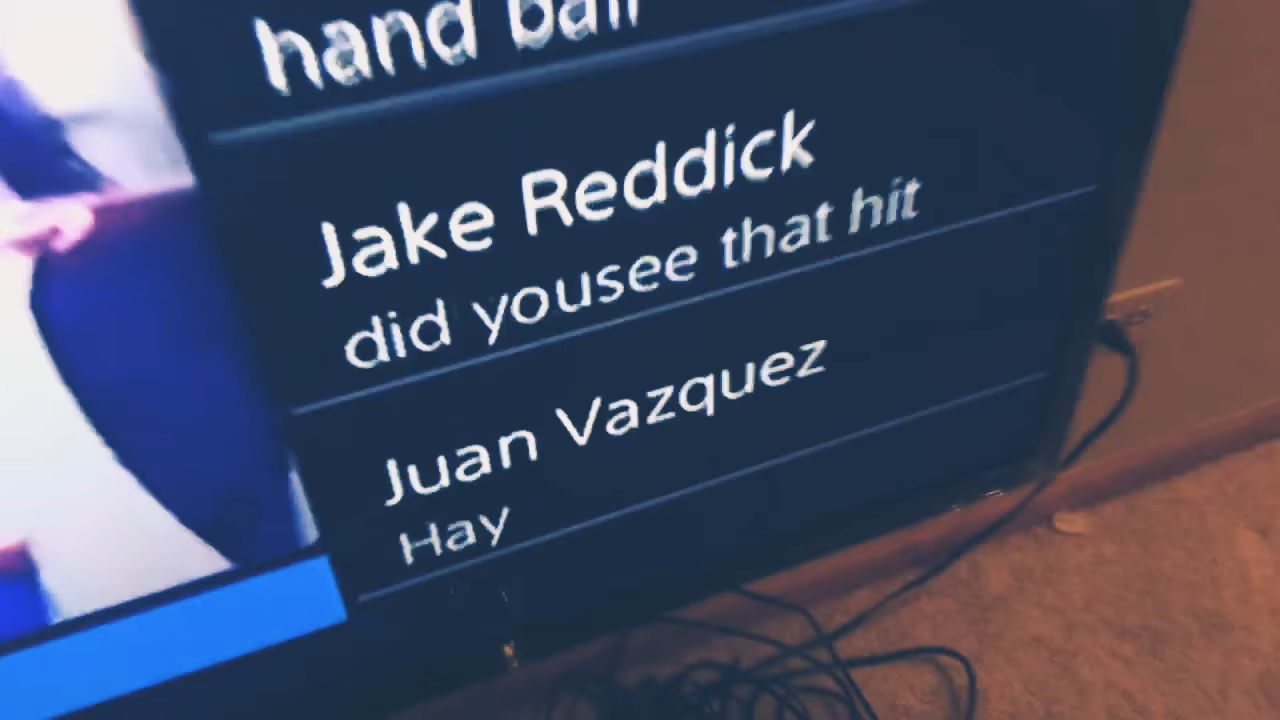 hand ball
Jake Reddick
did yousee that hit
Juan Vazquez
Hay